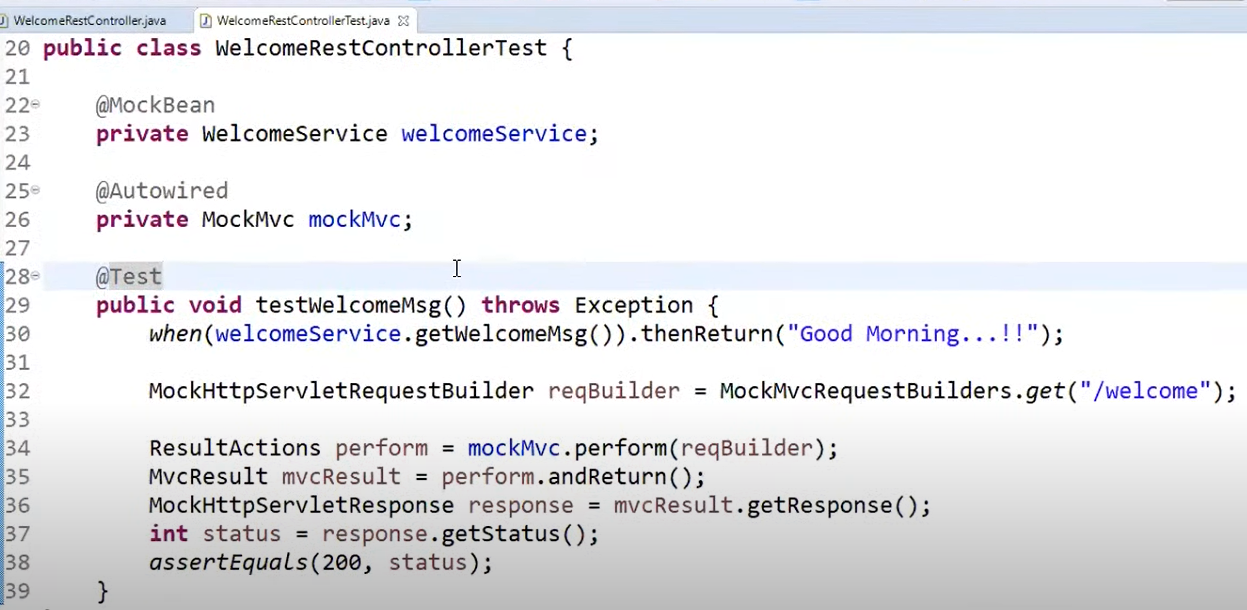 WelcomeRestController.java WelcomeRestControllerTest.java
20 public class WelcomeRestControllerTest {
21
22 @MockBean
23 private WelcomeService welcomeService;
24
25 @Autowired
26 private MockMvc mockMvc;
27
28 @Test
29 public void testWelcomeMsg() throws Exception {
30 when(welcomeService.getWelcomeMsg()).thenReturn("Good Morning...!!");
31
32 MockHttpServletRequestBuilder reqBuilder = MockMvcRequestBuilders.get("/welcome");
33
34 ResultActions perform = mockMvc.perform(reqBuilder);
35 MvcResult mvcResult = perform.andReturn();
36 MockHttpServletResponse response = mvcResult.getResponse();
37 int status = response.getStatus();
38 assertEquals(200, status);
39 }